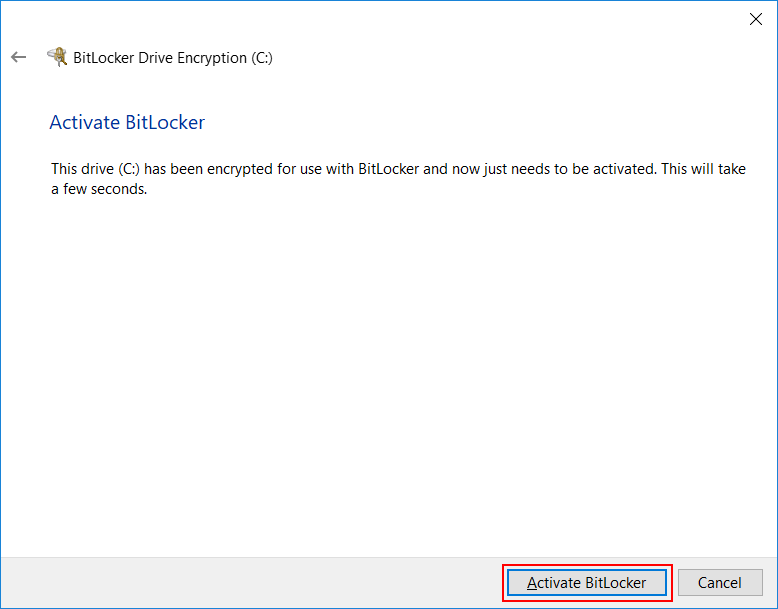 BitLocker Drive Encryption (C:)
Activate BitLocker
This drive (C:) has been encrypted for use with BitLocker and now just needs to be activated. This will take
a few seconds.
Activate BitLocker
Cancel